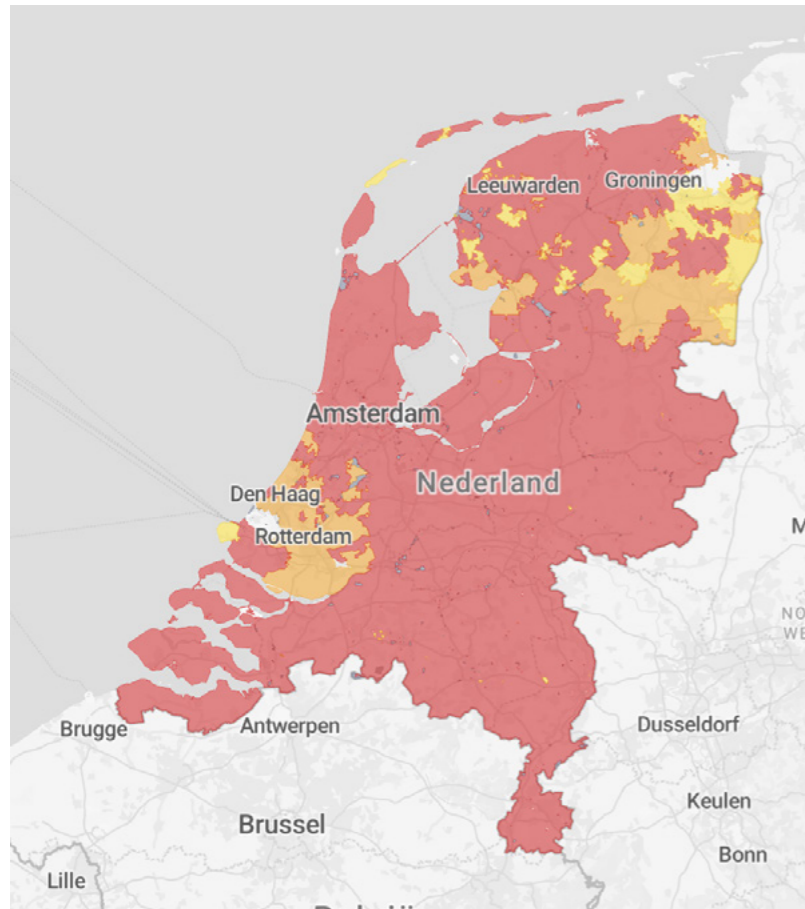 Leeuwarden
Groningen
Amsterdam
Nederland
Den Haag
Rotterdam
Brugge
Antwerpen
Dusseldorf
Brussel
Keulen
Bonn
Lille